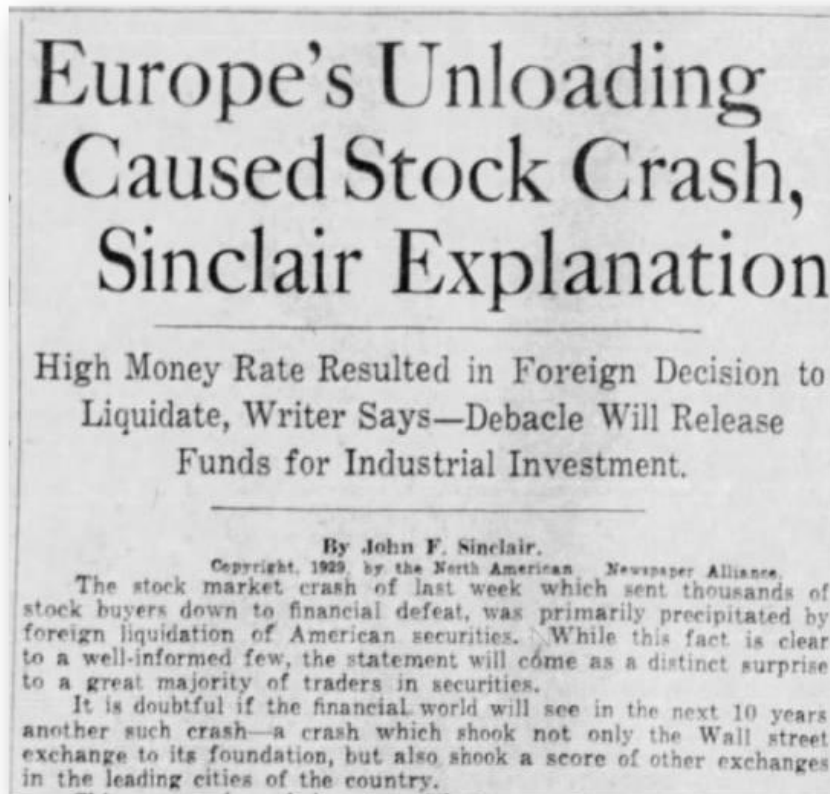 Europe's Unloading
Caused Stock Crash,
Sinclair Explanation
High Money Rate Resulted in Foreign Decision to
Liquidate, Writer Says—Debacle Will Release
Funds for Industrial Investment.
By John F. Sinclair.
Copyright, 1929, by the North American Newspaper Alliance.
The stock market crash of last week which sent thousands of
stock buyers down to financial defeat, was primarily precipitated by
foreign liquidation of American securities. While this fact is clear
to a well-informed few, the statement will come as a distinct surprise
to a great majority of traders in securities.
It is doubtful if the financial world will see in the next 10 years
another such crash—a crash which shook not only the Wall street
exchange to its foundation, but also shook a score of other exchanges
in the leading cities of the country.